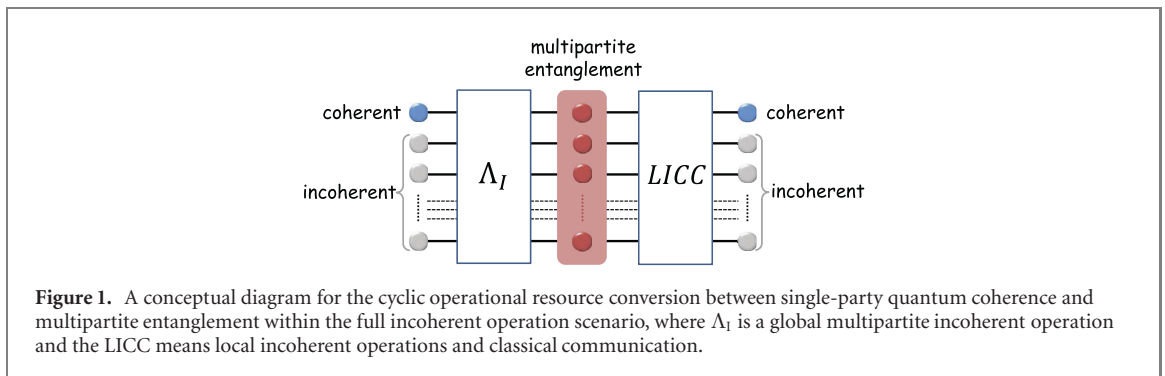 multipartite
entanglement
coherent
coherent
Λ_I
LICC
incoherent
incoherent
Figure 1. A conceptual diagram for the cyclic operational resource conversion between single-party quantum coherence and
multipartite entanglement within the full incoherent operation scenario, where Λ_I is a global multipartite incoherent operation
and the LICC means local incoherent operations and classical communication.